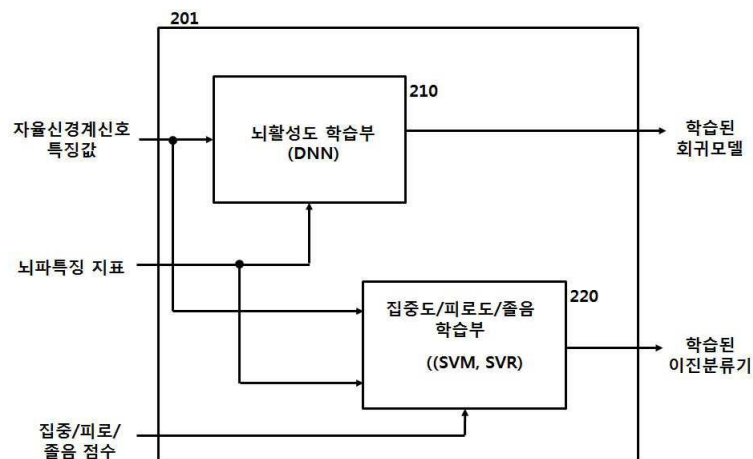 201
210
자율신경계신호
특징값
뇌활성도 학습부
(DNN)
학습된
회귀모델
뇌파특징 지표
220
집중도/피로도/졸음
학습부
((SVM, SVR)
학습된
이진분류기
집중/피로/
졸음 점수